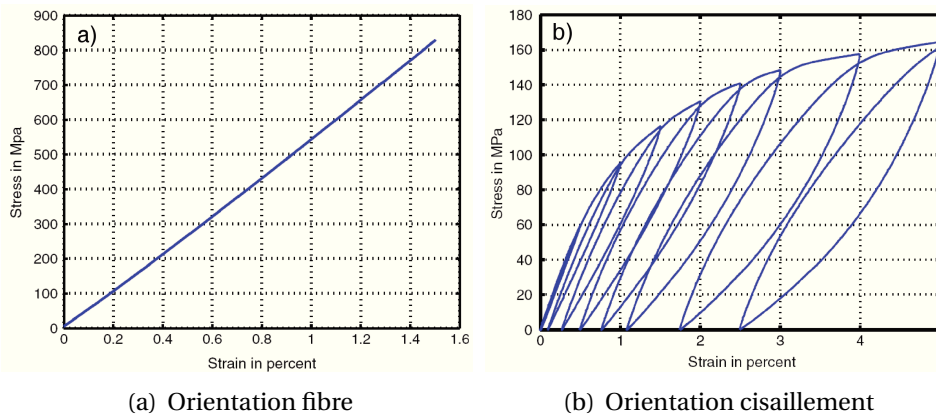 a)
900
800
700
600
500
400
300
200
100
0
Stress in Mpa
0 0.2 0.4 0.6 0.8 1 1.2 1.4 1.6
Strain in percent
(a) Orientation fibre
b)
180
160
140
120
100
80
60
40
20
0
Stress in MPa
0 1 2 3 4 5
Strain in percent
(b) Orientation cisaillement